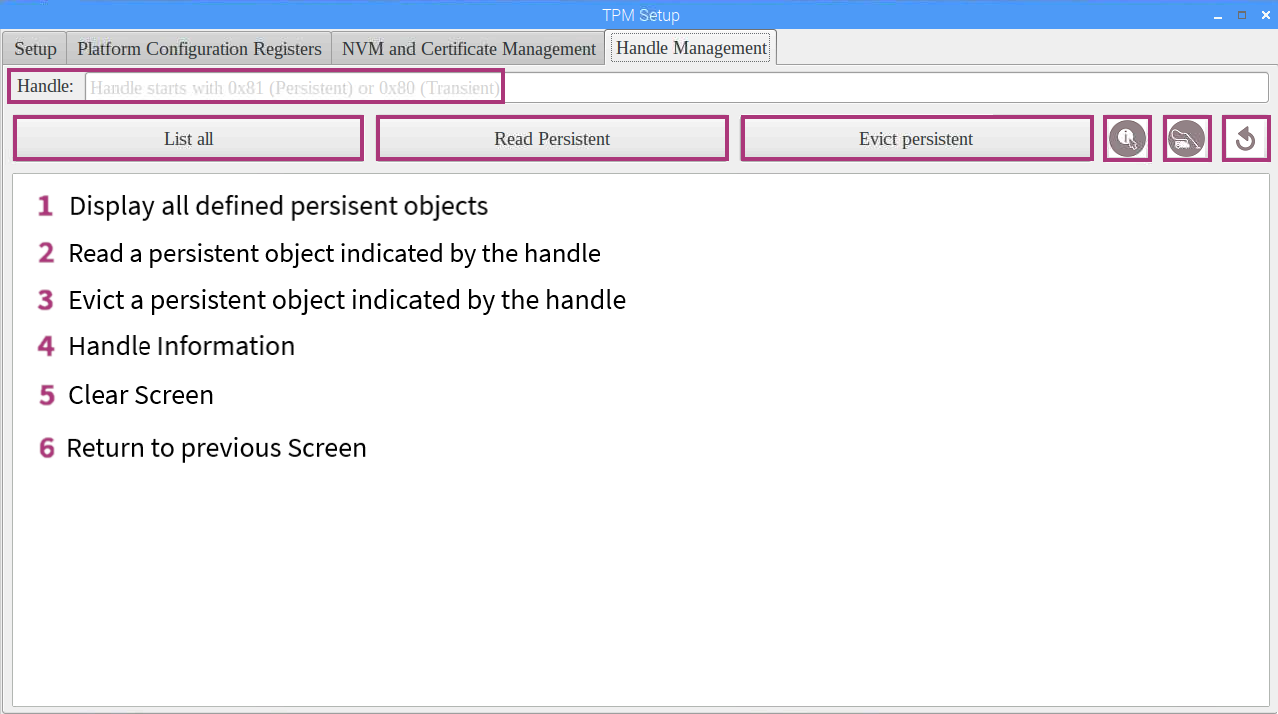 TPM Setup
Setup Platform Configuration Registers NVM and Certificate Management Handle Management
Handle: Handle starts with 0x81 (Persistent) or 0x80 (Transient)
List all Read Persistent Evict persistent
1 Display all defined persisent objects
2 Read a persistent object indicated by the handle
3 Evict a persistent object indicated by the handle
4 Handle Information
5 Clear Screen
6 Return to previous Screen